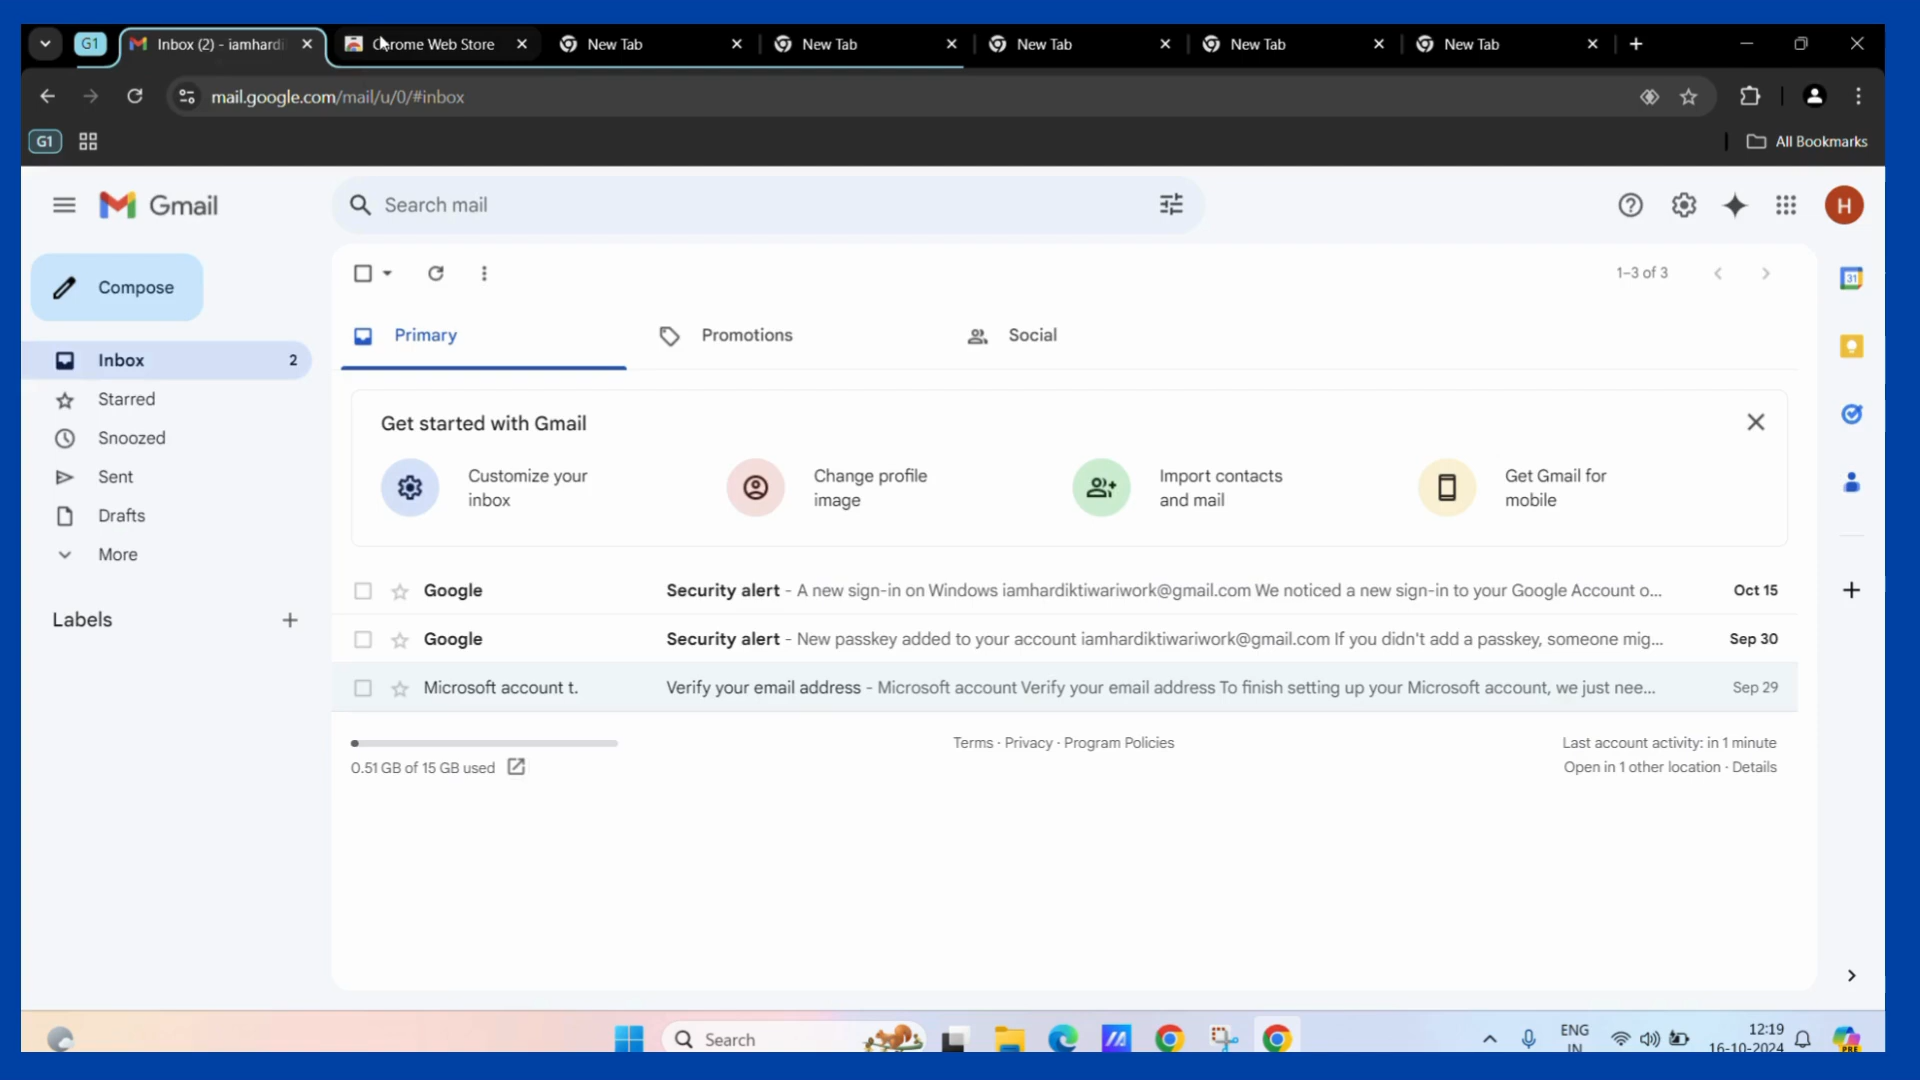 G1
Inbox (2) - iamhardi
Chrome Web Store
New Tab
New Tab
New Tab
New Tab
New Tab
mail.google.com/mail/u/0/#inbox
G1
All Bookmarks
Gmail
Search mail
H
Compose
1–3 of 3
Primary
Promotions
Social
Inbox 2
Starred
Snoozed
Sent
Drafts
More
Labels
Get started with Gmail
Customize your
inbox
Change profile
image
Import contacts
and mail
Get Gmail for
mobile
31
Google Security alert - A new sign-in on Windows iamhardiktiwariwork@gmail.com We noticed a new sign-in to your Google Account o... Oct 15
Google Security alert - New passkey added to your account iamhardiktiwariwork@gmail.com If you didn't add a passkey, someone mig... Sep 30
Microsoft account t. Verify your email address - Microsoft account Verify your email address To finish setting up your Microsoft account, we just nee... Sep 29
0.51 GB of 15 GB used
Terms · Privacy · Program Policies
Last account activity: in 1 minute
Open in 1 other location · Details
Search
ENG
IN
12:19
16-10-2024
PRE